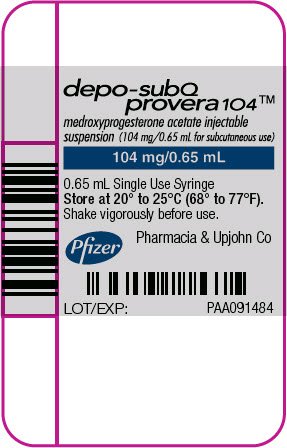 depo-subQ
provera 104™
medroxyprogesterone acetate injectable
suspension (104 mg/0.65 mL for subcutaneous use)
104 mg/0.65 mL
0.65 mL Single Use Syringe
Store at 20° to 25°C (68° to 77°F).
Shake vigorously before use.
Pfizer
Pharmacia & Upjohn Co
LOT/EXP:
PAA091484